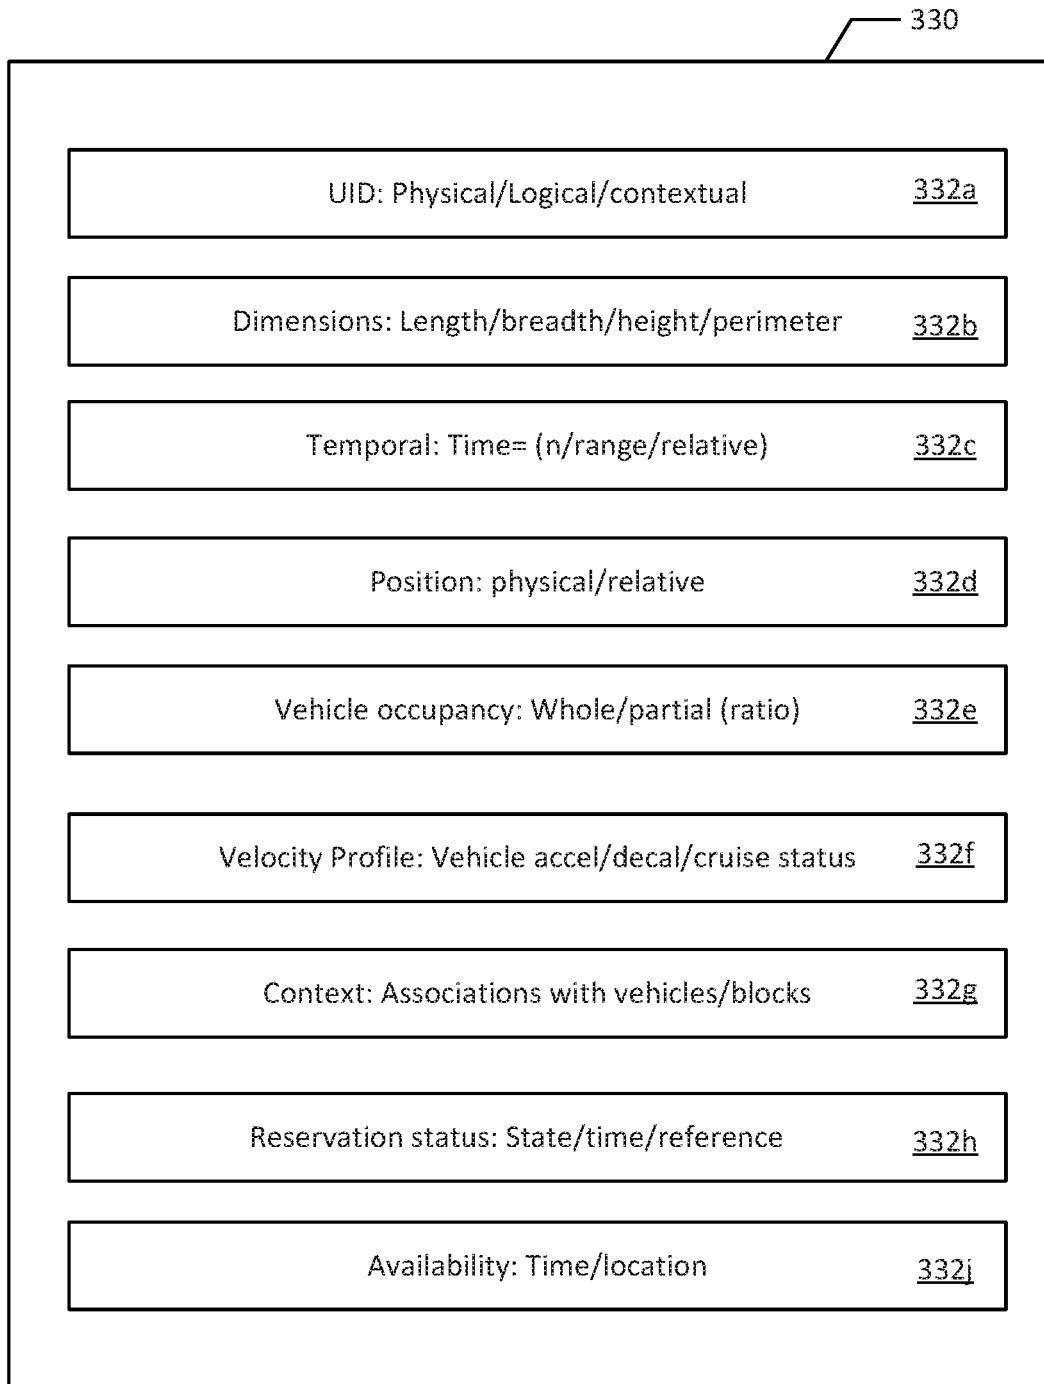 330
UID: Physical/Logical/contextual 332a
Dimensions: Length/breadth/height/perimeter 332b
Temporal: Time= (n/range/relative) 332c
Position: physical/relative 332d
Vehicle occupancy: Whole/partial (ratio) 332e
Velocity Profile: Vehicle accel/decal/cruise status 332f
Context: Associations with vehicles/blocks 332g
Reservation status: State/time/reference 332h
Availability: Time/location 332j